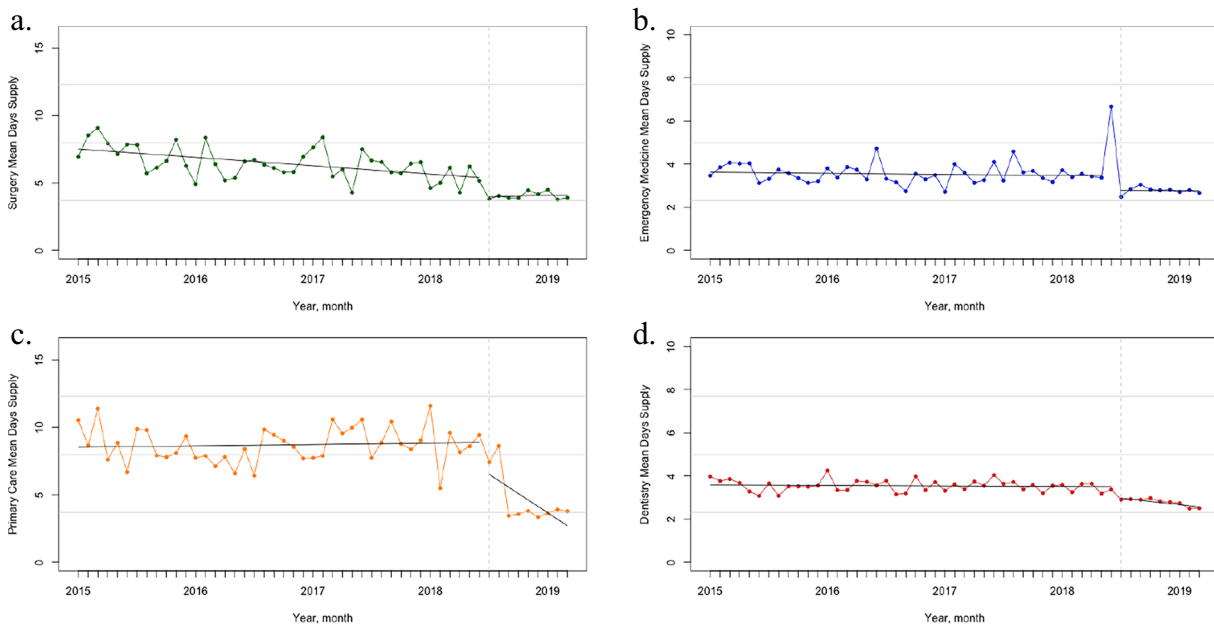 a.
Surgery Mean Days Supply
15
10
5
0
2015 2016 2017 2018 2019
Year, month
b.
Emergency Medicine Mean Days Supply
10
8
6
4
2
0
2015 2016 2017 2018 2019
Year, month
c.
Primary Care Mean Days Supply
15
10
5
0
2015 2016 2017 2018 2019
Year, month
d.
Dentistry Mean Days Supply
10
8
6
4
2
0
2015 2016 2017 2018 2019
Year, month